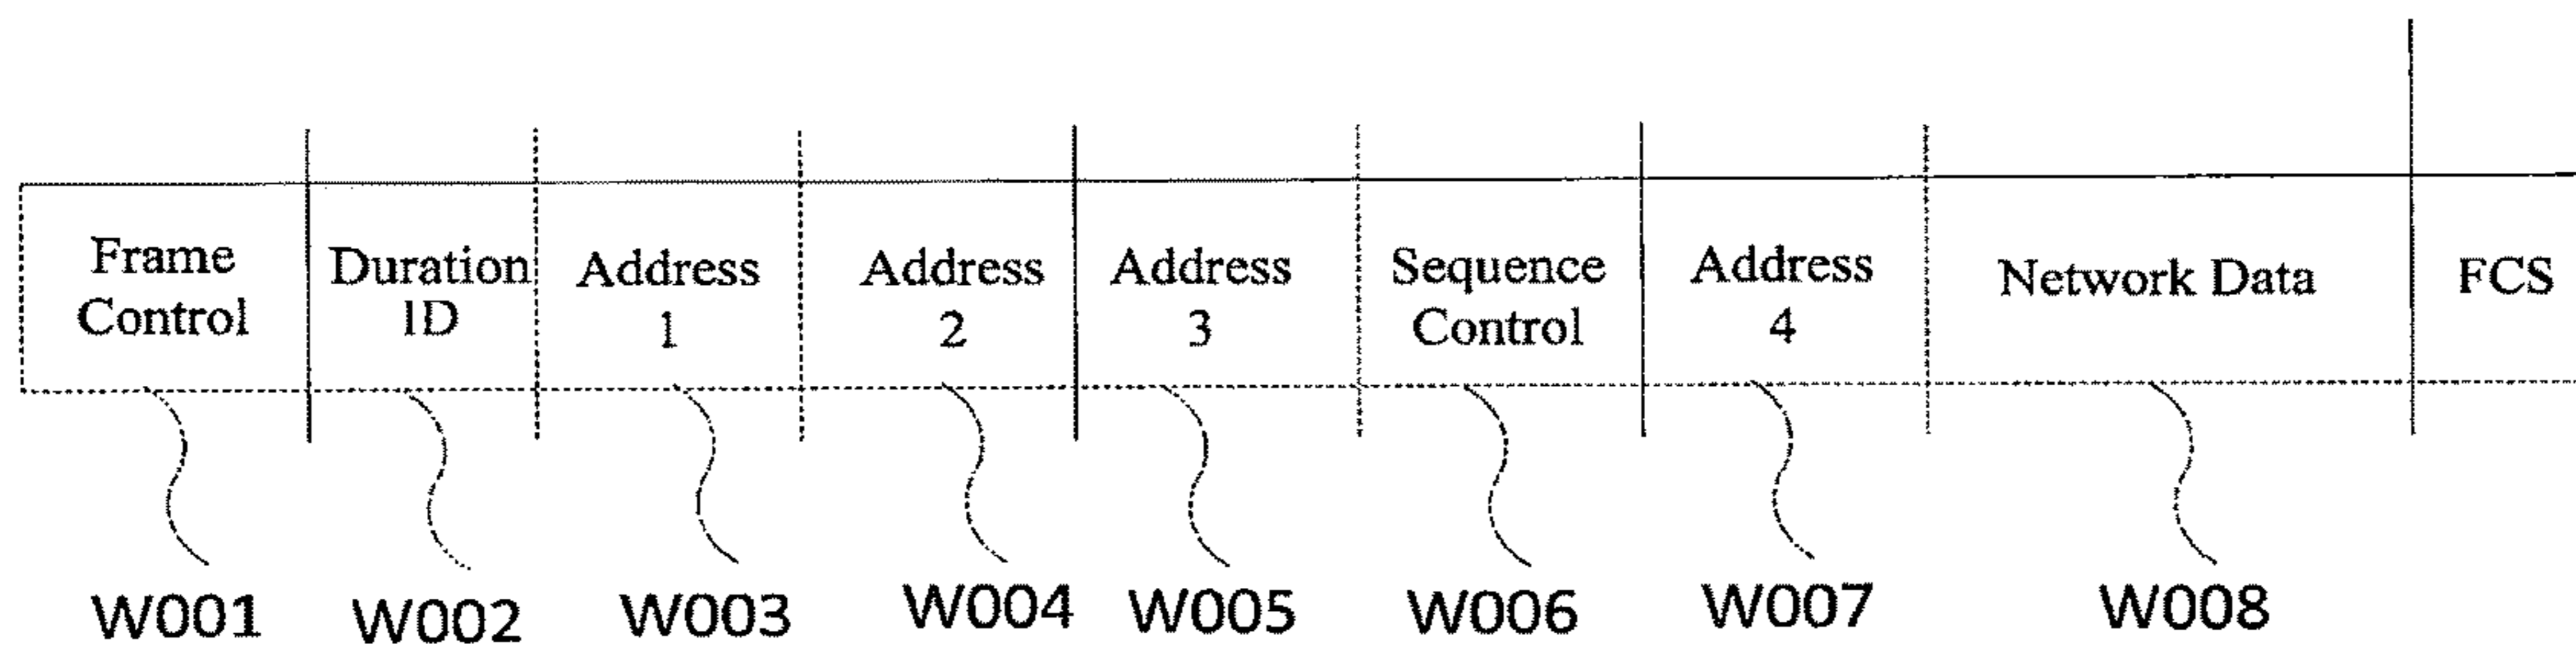 Frame
Control
Duration
ID
Address
1
Address
2
Address
3
Sequence
Control
Address
4
Network Data
FCS
W001
W002
W003
W004
W005
W006
W007
W008